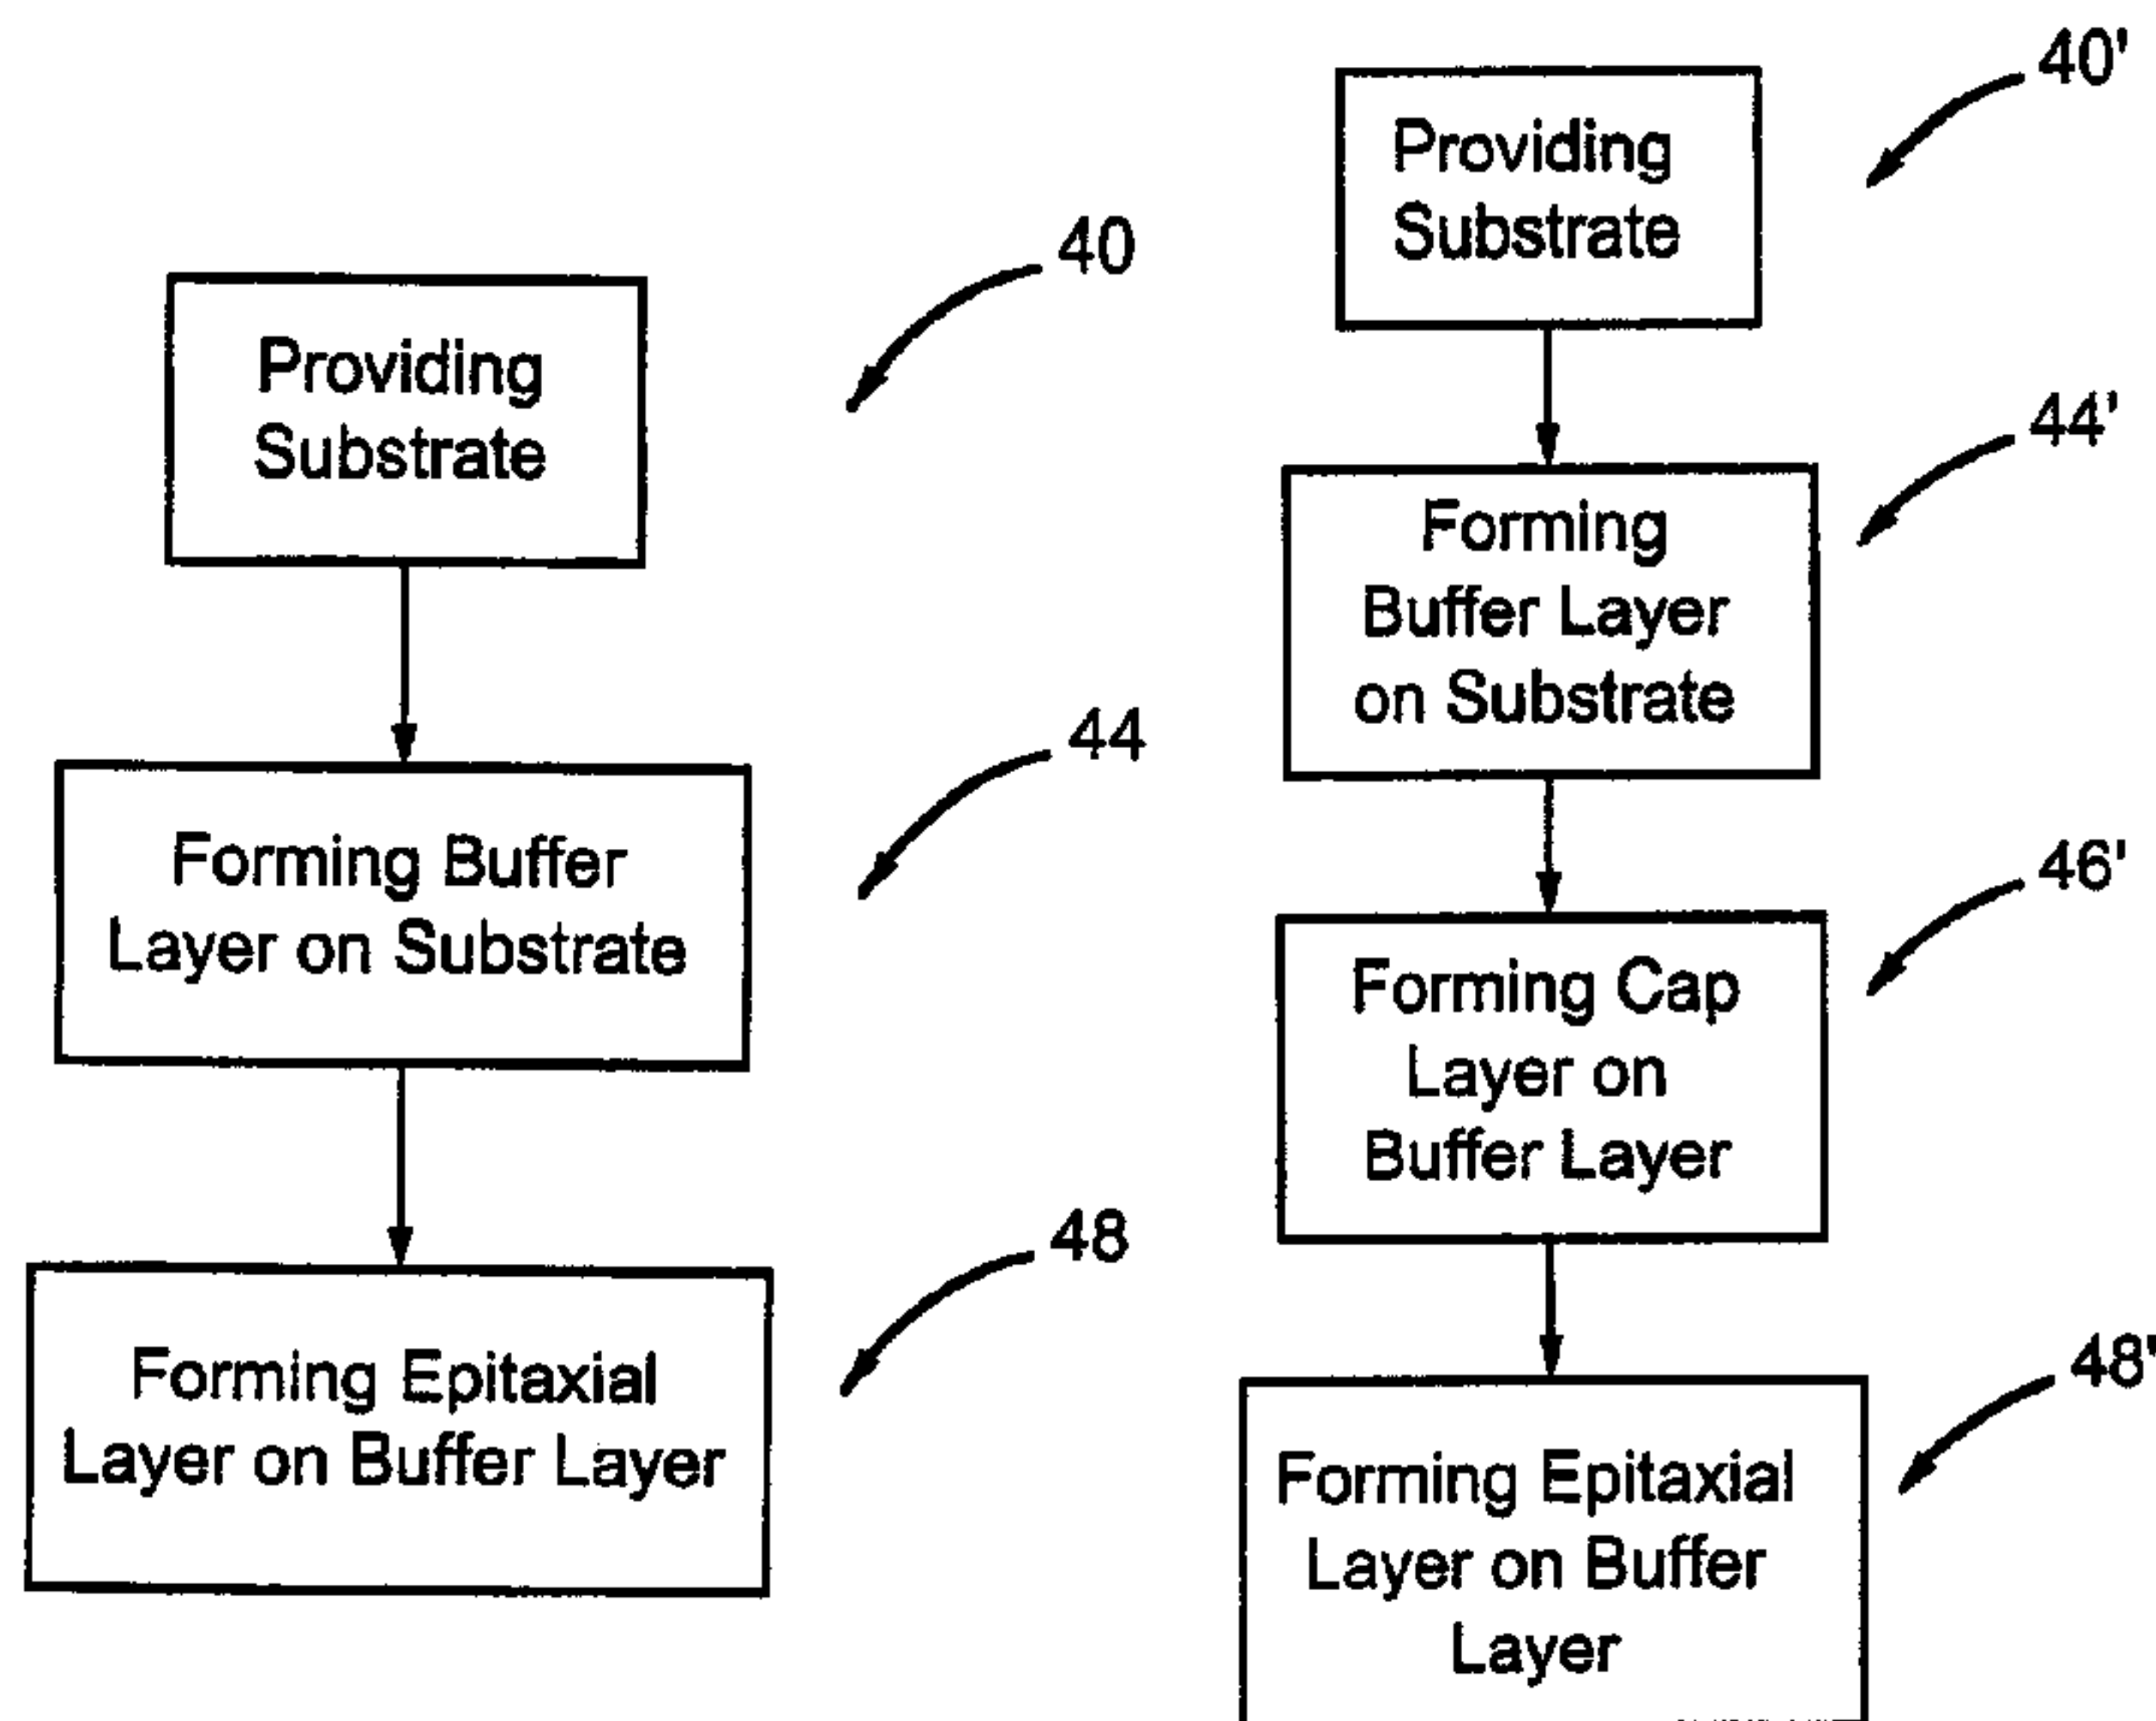 Providing
Substrate
40
Forming Buffer
Layer on Substrate
44
Forming Epitaxial
Layer on Buffer Layer
48
Providing
Substrate
40'
Forming
Buffer Layer
on Substrate
44'
Forming Cap
Layer on
Buffer Layer
46'
Forming Epitaxial
Layer on Buffer
Layer
48'